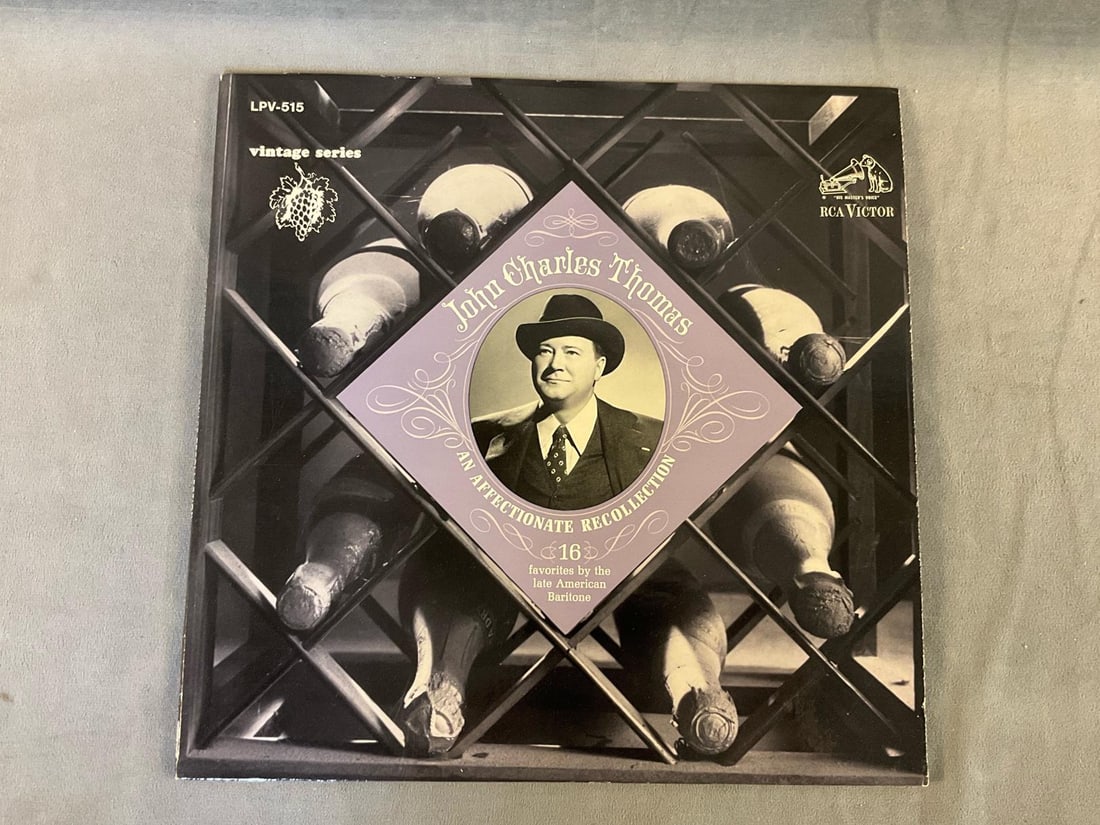 LPV-515
vintage series
"HIS MASTER'S VOICE"
RCA VICTOR
John Charles Thomas
AN AFFECTIONATE RECOLLECTION
16
favorites by the
late American
Baritone